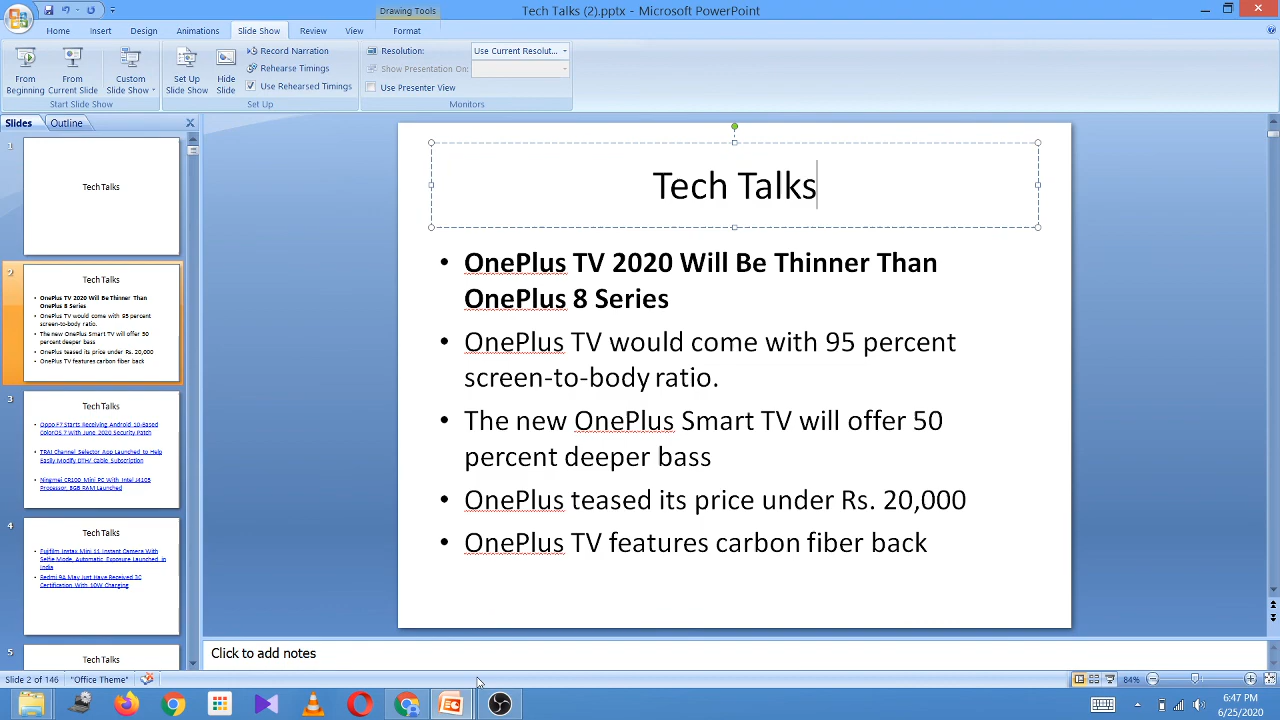 Drawing Tools
Tech Talks (2).pptx - Microsoft PowerPoint
Home Insert Design Animations Slide Show Review View Format
From Beginning
From Current Slide
Custom Slide Show
Start Slide Show
Set Up Slide Show
Hide Slide
Record Narration
Rehearse Timings
Use Rehearsed Timings
Set Up
Resolution:
Use Current Resolut...
Show Presentation On:
Use Presenter View
Monitors
Slides Outline
1
Tech Talks
2
Tech Talks
• OnePlus TV 2020 Will Be Thinner Than
OnePlus 8 Series
• OnePlus TV would come with 95 percent
screen-to-body ratio.
• The new OnePlus Smart TV will offer 50
percent deeper bass
• OnePlus teased its price under Rs. 20,000
• OnePlus TV features carbon fiber back
3
Tech Talks
• Oppo F7 Starts Receiving Android 10-Based
ColorOS 7 With June 2020 Security Patch
• TRAI Channel Selector App Launched to Help
Easily Modify DTH/ Cable Subscription
• Ningmei CR100 Mini PC With Intel J4105
Processor, 8GB RAM Launched
4
Tech Talks
• Fujifilm Instax Mini 11 Instant Camera With
Selfie Mode, Automatic Exposure Launched in
India
• Redmi 9A May Just Have Received 3C
Certification With 10W Charging
5
Tech Talks
Tech Talks
• OnePlus TV 2020 Will Be Thinner Than
OnePlus 8 Series
• OnePlus TV would come with 95 percent
screen-to-body ratio.
• The new OnePlus Smart TV will offer 50
percent deeper bass
• OnePlus teased its price under Rs. 20,000
• OnePlus TV features carbon fiber back
Click to add notes
Slide 2 of 146 "Office Theme"
84%
6:47 PM
6/25/2020